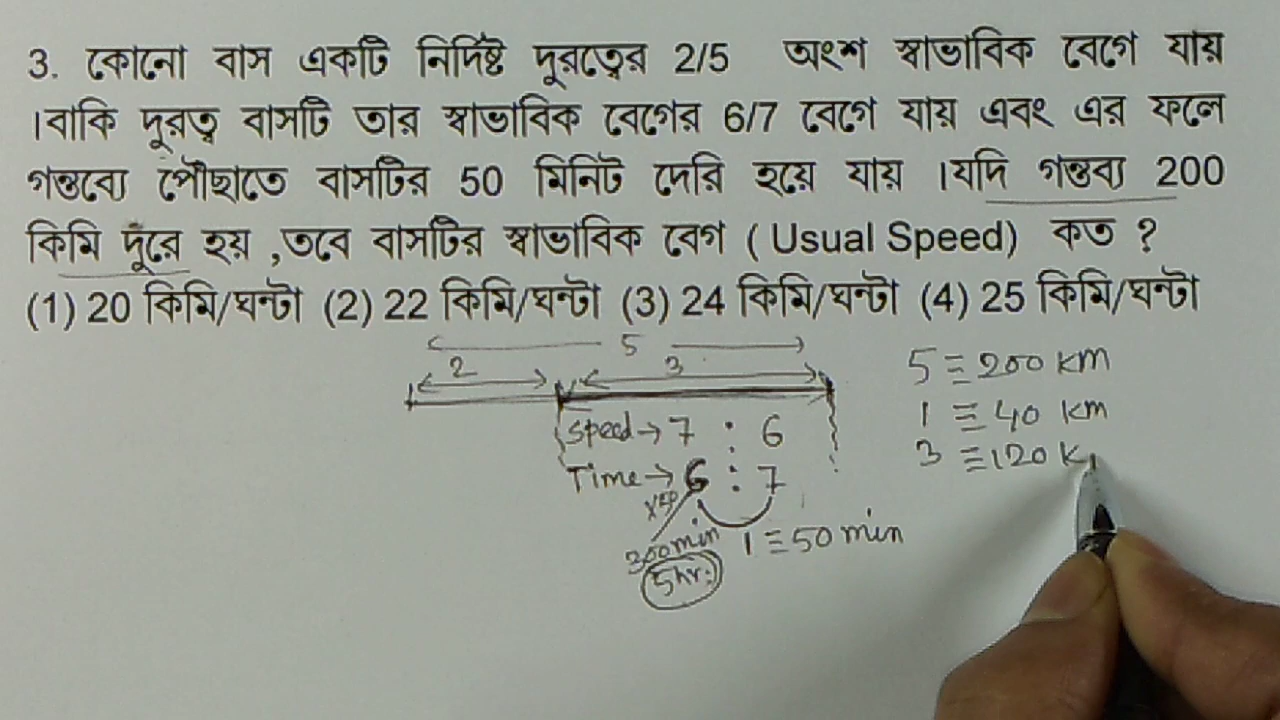 3. কোনো বাস একটি নির্দিষ্ট দুরত্বের 2/5 অংশ স্বাভাবিক বেগে যায়
।বাকি দুরত্ব বাসটি তার স্বাভাবিক বেগের 6/7 বেগে যায় এবং এর ফলে
গন্তব্যে পৌছাতে বাসটির 50 মিনিট দেরি হয়ে যায় ।যদি গন্তব্য 200
কিমি দূরে হয় ,তবে বাসটির স্বাভাবিক বেগ ( Usual Speed) কত ?
(1) 20 কিমি/ঘন্টা (2) 22 কিমি/ঘন্টা (3) 24 কিমি/ঘন্টা (4) 25 কিমি/ঘন্টা
5
2 3
Speed→ 7 : 6
Time→ 6 : 7
x50
300min 1 ≡ 50 min
5hr.
5 ≡ 200 KM
1 ≡ 40 KM
3 ≡ 120 K